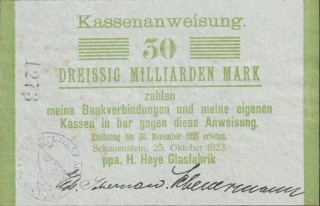 Kassenanweisung.
30
DREISSIG MILLIARDEN MARK
zahlen
meine Bankverbindungen und meine eigenen
Kassen in bar gegen diese Anweisung.
Einlösung bis 30. November 1923 erbeten.
Schauenstein, 25. Oktober 1923.
ppa. H. Heye Glasfabrik
1278